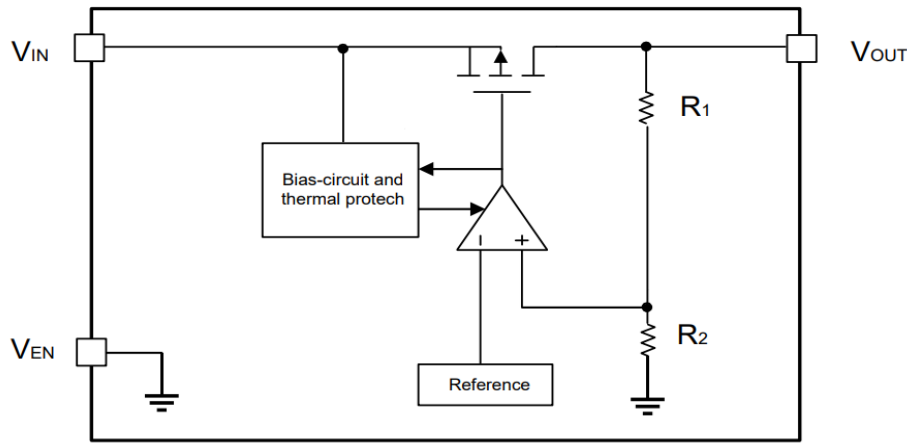 VIN
VOUT
R1
Bias-circuit and
thermal protech
- +
VEN
R2
Reference